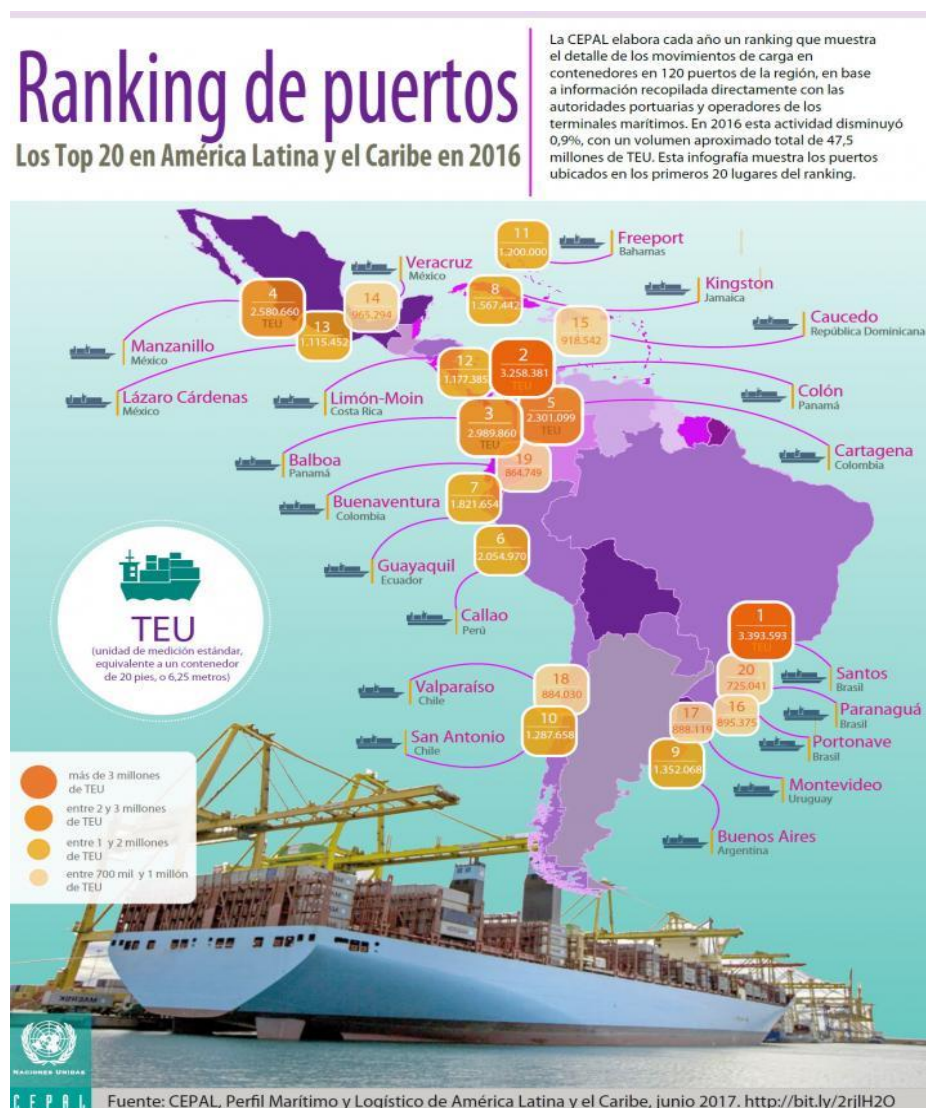 Ranking de puertos
Los Top 20 en América Latina y el Caribe en 2016
La CEPAL elabora cada año un ranking que muestra
el detalle de los movimientos de carga en
contenedores en 120 puertos de la región, en base
a información recopilada directamente con las
autoridades portuarias y operadores de los
terminales marítimos. En 2016 esta actividad disminuyó
0,9%, con un volumen aproximado total de 47,5
millones de TEU. Esta infografía muestra los puertos
ubicados en los primeros 20 lugares del ranking.
11
1.200.000
Freeport
Bahamas
Veracruz
México
14
965.294
8
1.567.442
Kingston
Jamaica
4
2.580.660
TEU
13
1.115.452
15
918.542
Caucedo
República Dominicana
Manzanillo
México
12
1.177.385
2
3.258.381
TEU
Lázaro Cárdenas
México
Limón-Moin
Costa Rica
Colón
Panamá
3
2.989.860
TEU
5
2.301.099
TEU
Balboa
Panamá
Cartagena
Colombia
19
864.749
Buenaventura
Colombia
7
1.821.654
6
2.054.970
Guayaquil
Ecuador
Callao
Perú
TEU
(unidad de medición estándar,
equivalente a un contenedor
de 20 pies, o 6,25 metros)
1
3.393.593
TEU
Santos
Brasil
18
884.030
Valparaíso
Chile
20
725.041
Paranaguá
Brasil
10
1.287.658
San Antonio
Chile
17
888.119
16
895.375
Portonave
Brasil
9
1.352.068
Montevideo
Uruguay
Buenos Aires
Argentina
más de 3 millones
de TEU
entre 2 y 3 millones
de TEU
entre 1 y 2 millones
de TEU
entre 700 mil y 1 millón
de TEU
NACIONES UNIDAS
CEPAL
Fuente: CEPAL, Perfil Marítimo y Logístico de América Latina y el Caribe, junio 2017. http://bit.ly/2rjlH2O